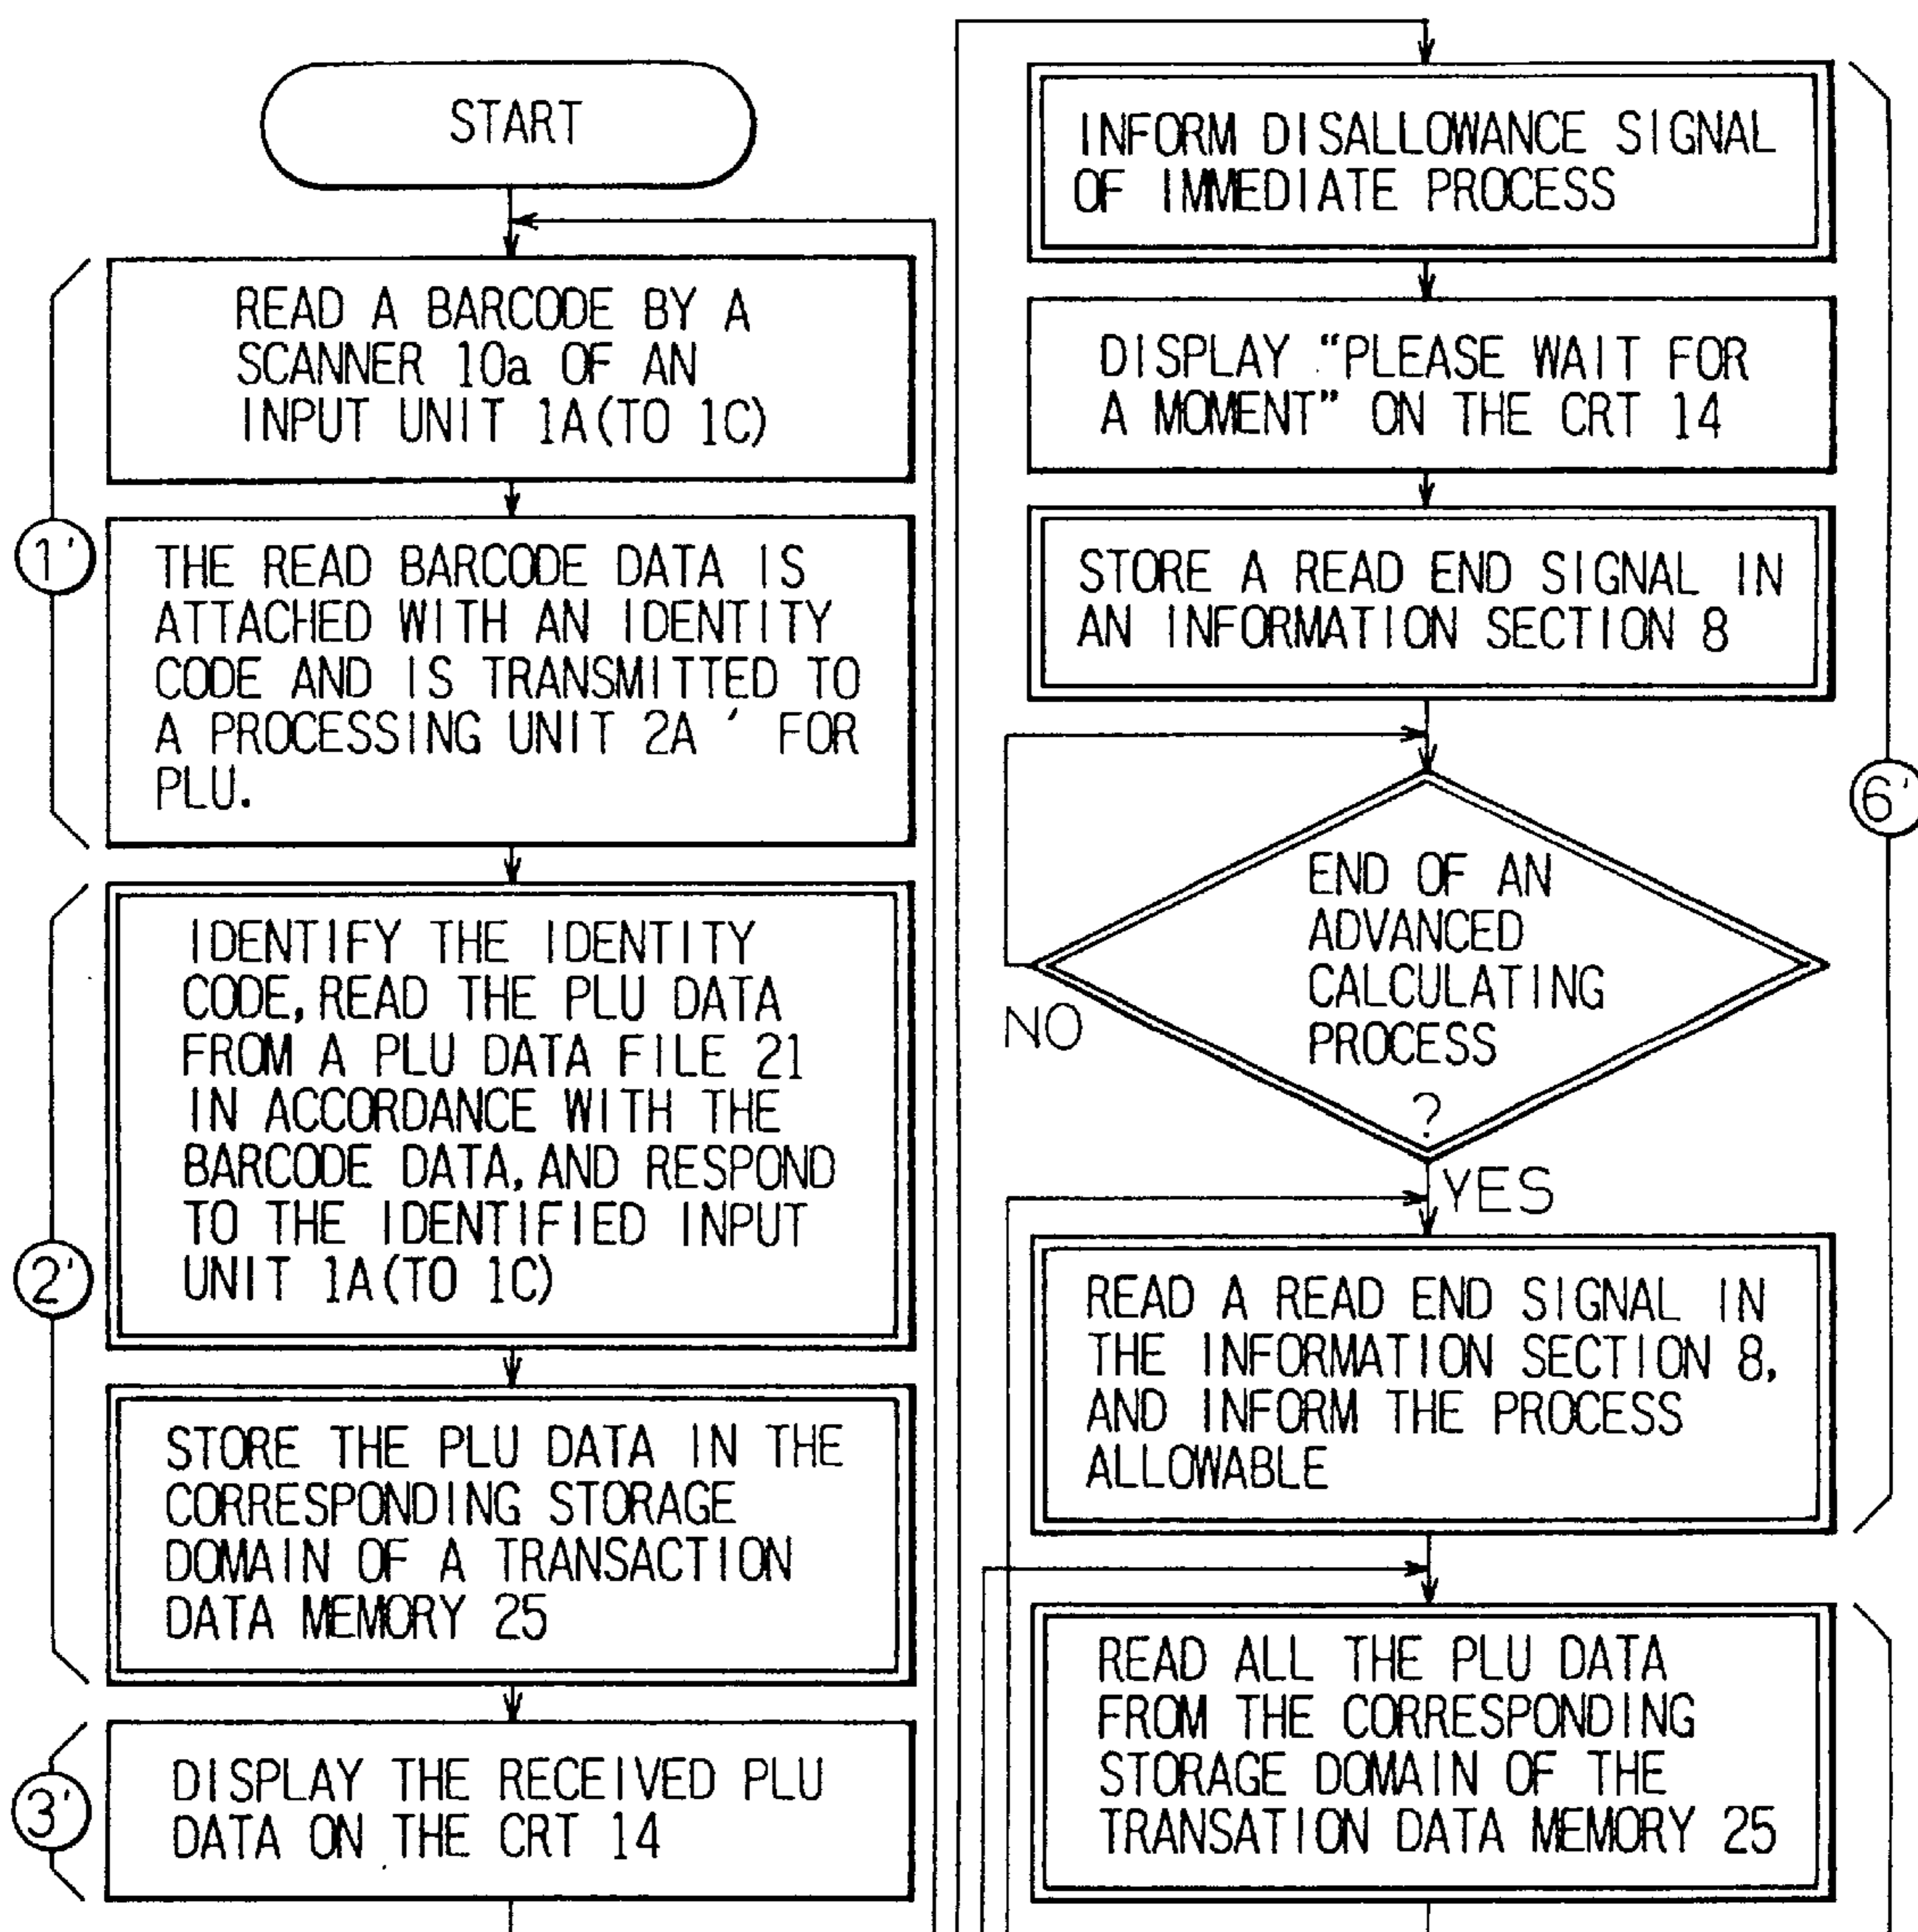 START
READ A BARCODE BY A
SCANNER 10a OF AN
INPUT UNIT 1A(TO 1C)
THE READ BARCODE DATA IS
ATTACHED WITH AN IDENTITY
CODE AND IS TRANSMITTED TO
A PROCESSING UNIT 2A ' FOR
PLU.
1'
IDENTIFY THE IDENTITY
CODE, READ THE PLU DATA
FROM A PLU DATA FILE 21
IN ACCORDANCE WITH THE
BARCODE DATA, AND RESPOND
TO THE IDENTIFIED INPUT
UNIT 1A(TO 1C)
STORE THE PLU DATA IN THE
CORRESPONDING STORAGE
DOMAIN OF A TRANSACTION
DATA MEMORY 25
2'
DISPLAY THE RECEIVED PLU
DATA ON THE CRT 14
3'
INFORM DISALLOWANCE SIGNAL
OF IMMEDIATE PROCESS
DISPLAY "PLEASE WAIT FOR
A MOMENT" ON THE CRT 14
STORE A READ END SIGNAL IN
AN INFORMATION SECTION 8
END OF AN
ADVANCED
CALCULATING
PROCESS
?
NO
YES
READ A READ END SIGNAL IN
THE INFORMATION SECTION 8,
AND INFORM THE PROCESS
ALLOWABLE
6'
READ ALL THE PLU DATA
FROM THE CORRESPONDING
STORAGE DOMAIN OF THE
TRANSATION DATA MEMORY 25